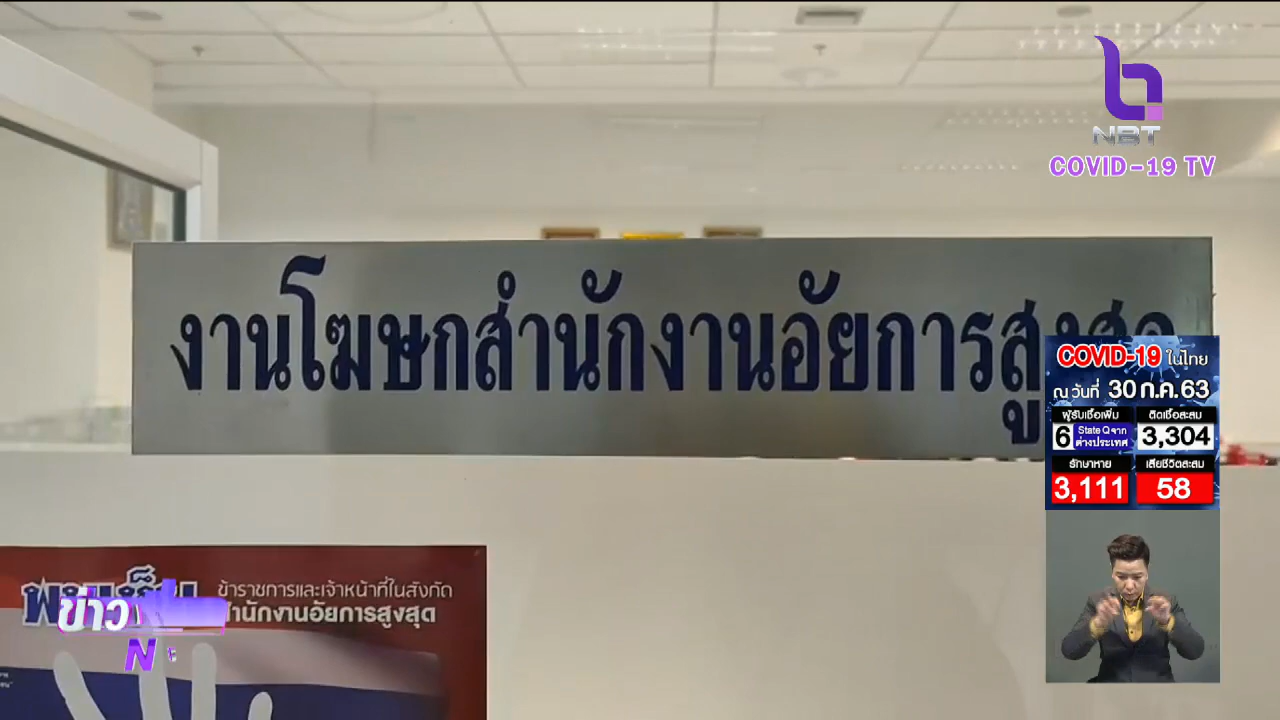 NBT
COVID-19 TV
งานโฆษกสำนักงานอัยการสูงสุด
COVID-19 ในไทย
ณ วันที่ 30 ก.ค. 63
ผู้รับเชื้อเพิ่ม
ติดเชื้อสะสม
6 State Q จาก
ต่างประเทศ
3,304
รักษาหาย
เสียชีวิตสะสม
3,111
58
ข้าราชการและเจ้าหน้าที่ในสังกัด
สำนักงานอัยการสูงสุด
ข่าว
N